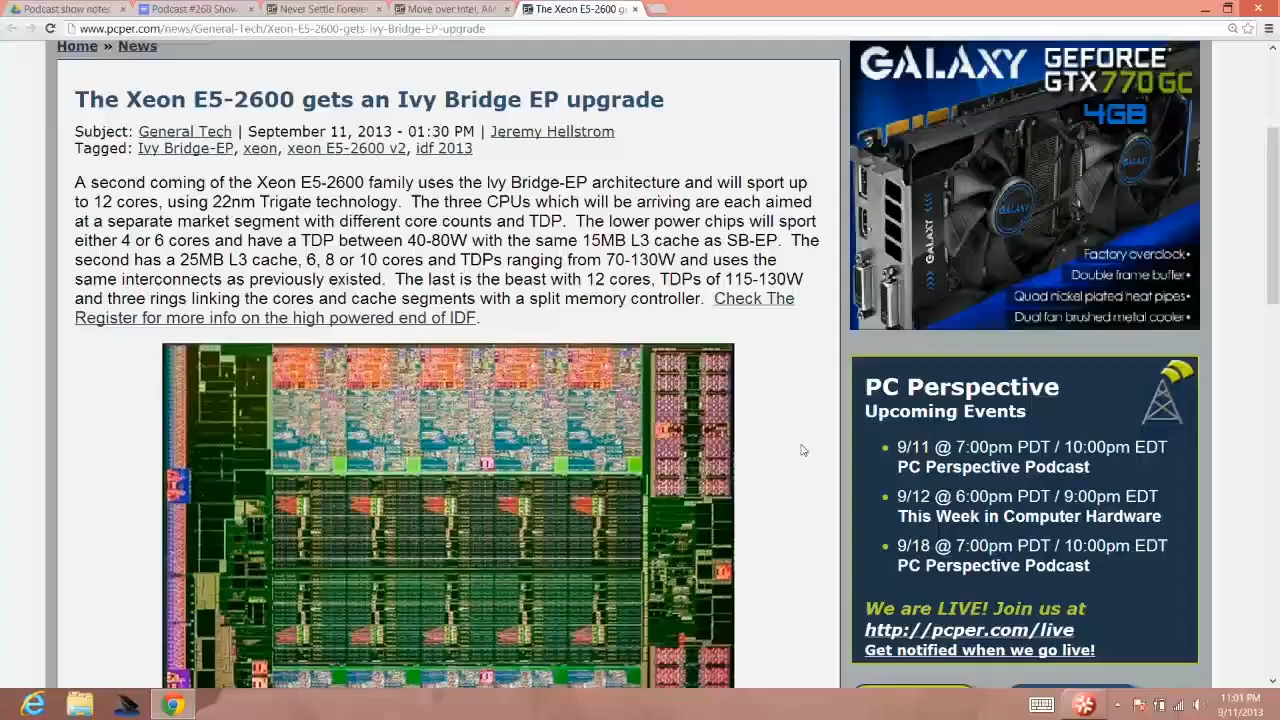 Podcast show notes
Podcast #268 Show
Never Settle Forever
Move over Intel, AM
The Xeon E5-2600 g
www.pcper.com/news/General-Tech/Xeon-E5-2600-gets-Ivy-Bridge-EP-upgrade
Home » News
The Xeon E5-2600 gets an Ivy Bridge EP upgrade
Subject: General Tech | September 11, 2013 - 01:30 PM | Jeremy Hellstrom
Tagged: Ivy Bridge-EP, xeon, xeon E5-2600 v2, idf 2013
A second coming of the Xeon E5-2600 family uses the Ivy Bridge-EP architecture and will sport up
to 12 cores, using 22nm Trigate technology. The three CPUs which will be arriving are each aimed
at a separate market segment with different core counts and TDP. The lower power chips will sport
either 4 or 6 cores and have a TDP between 40-80W with the same 15MB L3 cache as SB-EP. The
second has a 25MB L3 cache, 6, 8 or 10 cores and TDPs ranging from 70-130W and uses the
same interconnects as previously existed. The last is the beast with 12 cores, TDPs of 115-130W
and three rings linking the cores and cache segments with a split memory controller. Check The
Register for more info on the high powered end of IDF.
GALAXY GEFORCE
GTX770 GC
4GB
GALAXY
GALAXY
Factory overclock•
Double frame buffer•
Quad nickel plated heat pipes•
Dual fan brushed metal cooler•
PC Perspective
Upcoming Events
• 9/11 @ 7:00pm PDT / 10:00pm EDT
PC Perspective Podcast
• 9/12 @ 6:00pm PDT / 9:00pm EDT
This Week in Computer Hardware
• 9/18 @ 7:00pm PDT / 10:00pm EDT
PC Perspective Podcast
We are LIVE! Join us at
http://pcper.com/live
Get notified when we go live!
11:01 PM
9/11/2013